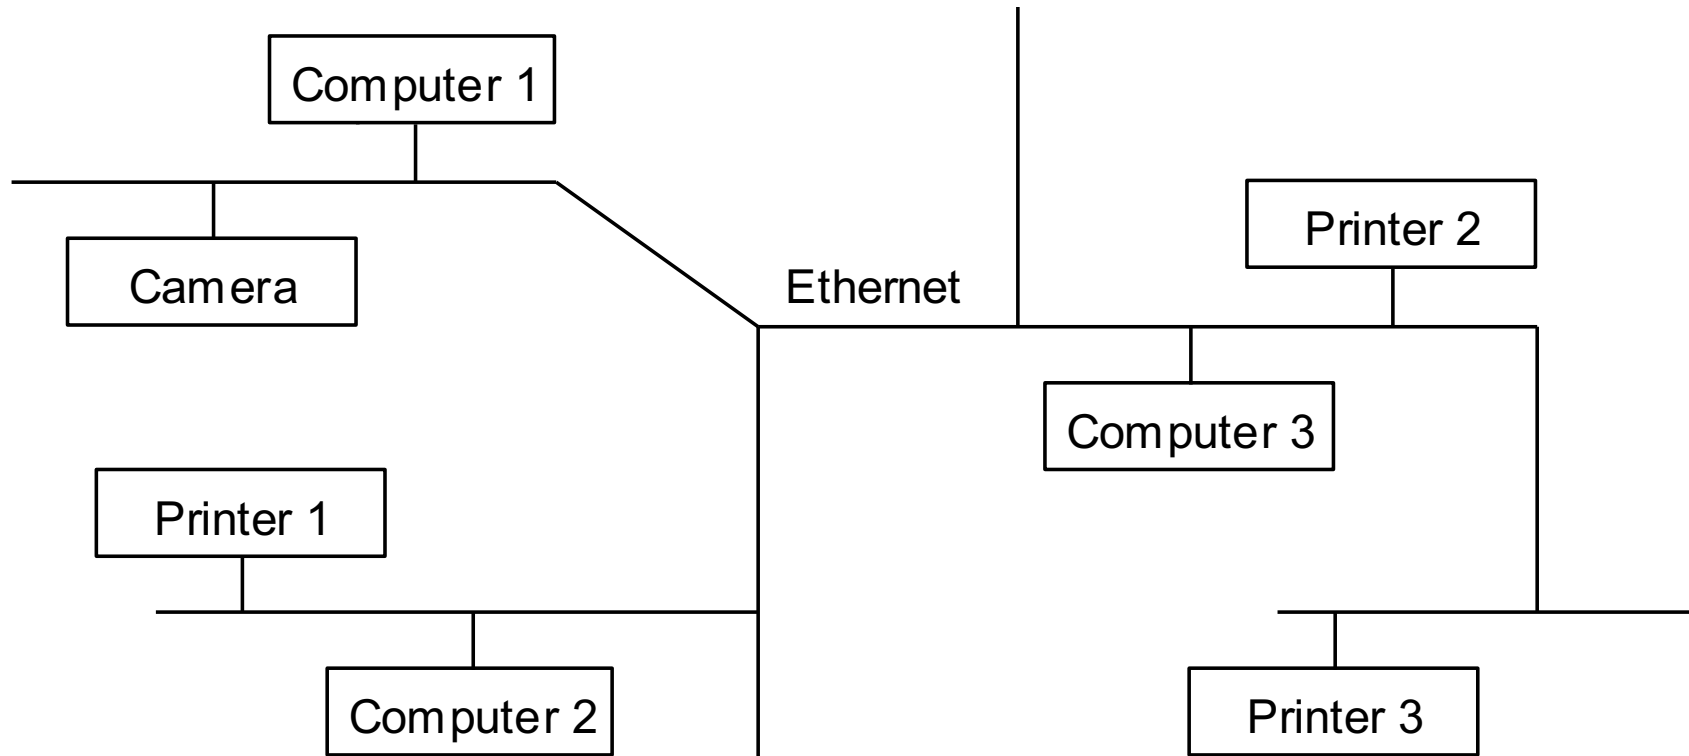 Computer 1
Printer 2
Camera
Ethernet
Computer 3
Printer 1
Computer 2
Printer 3